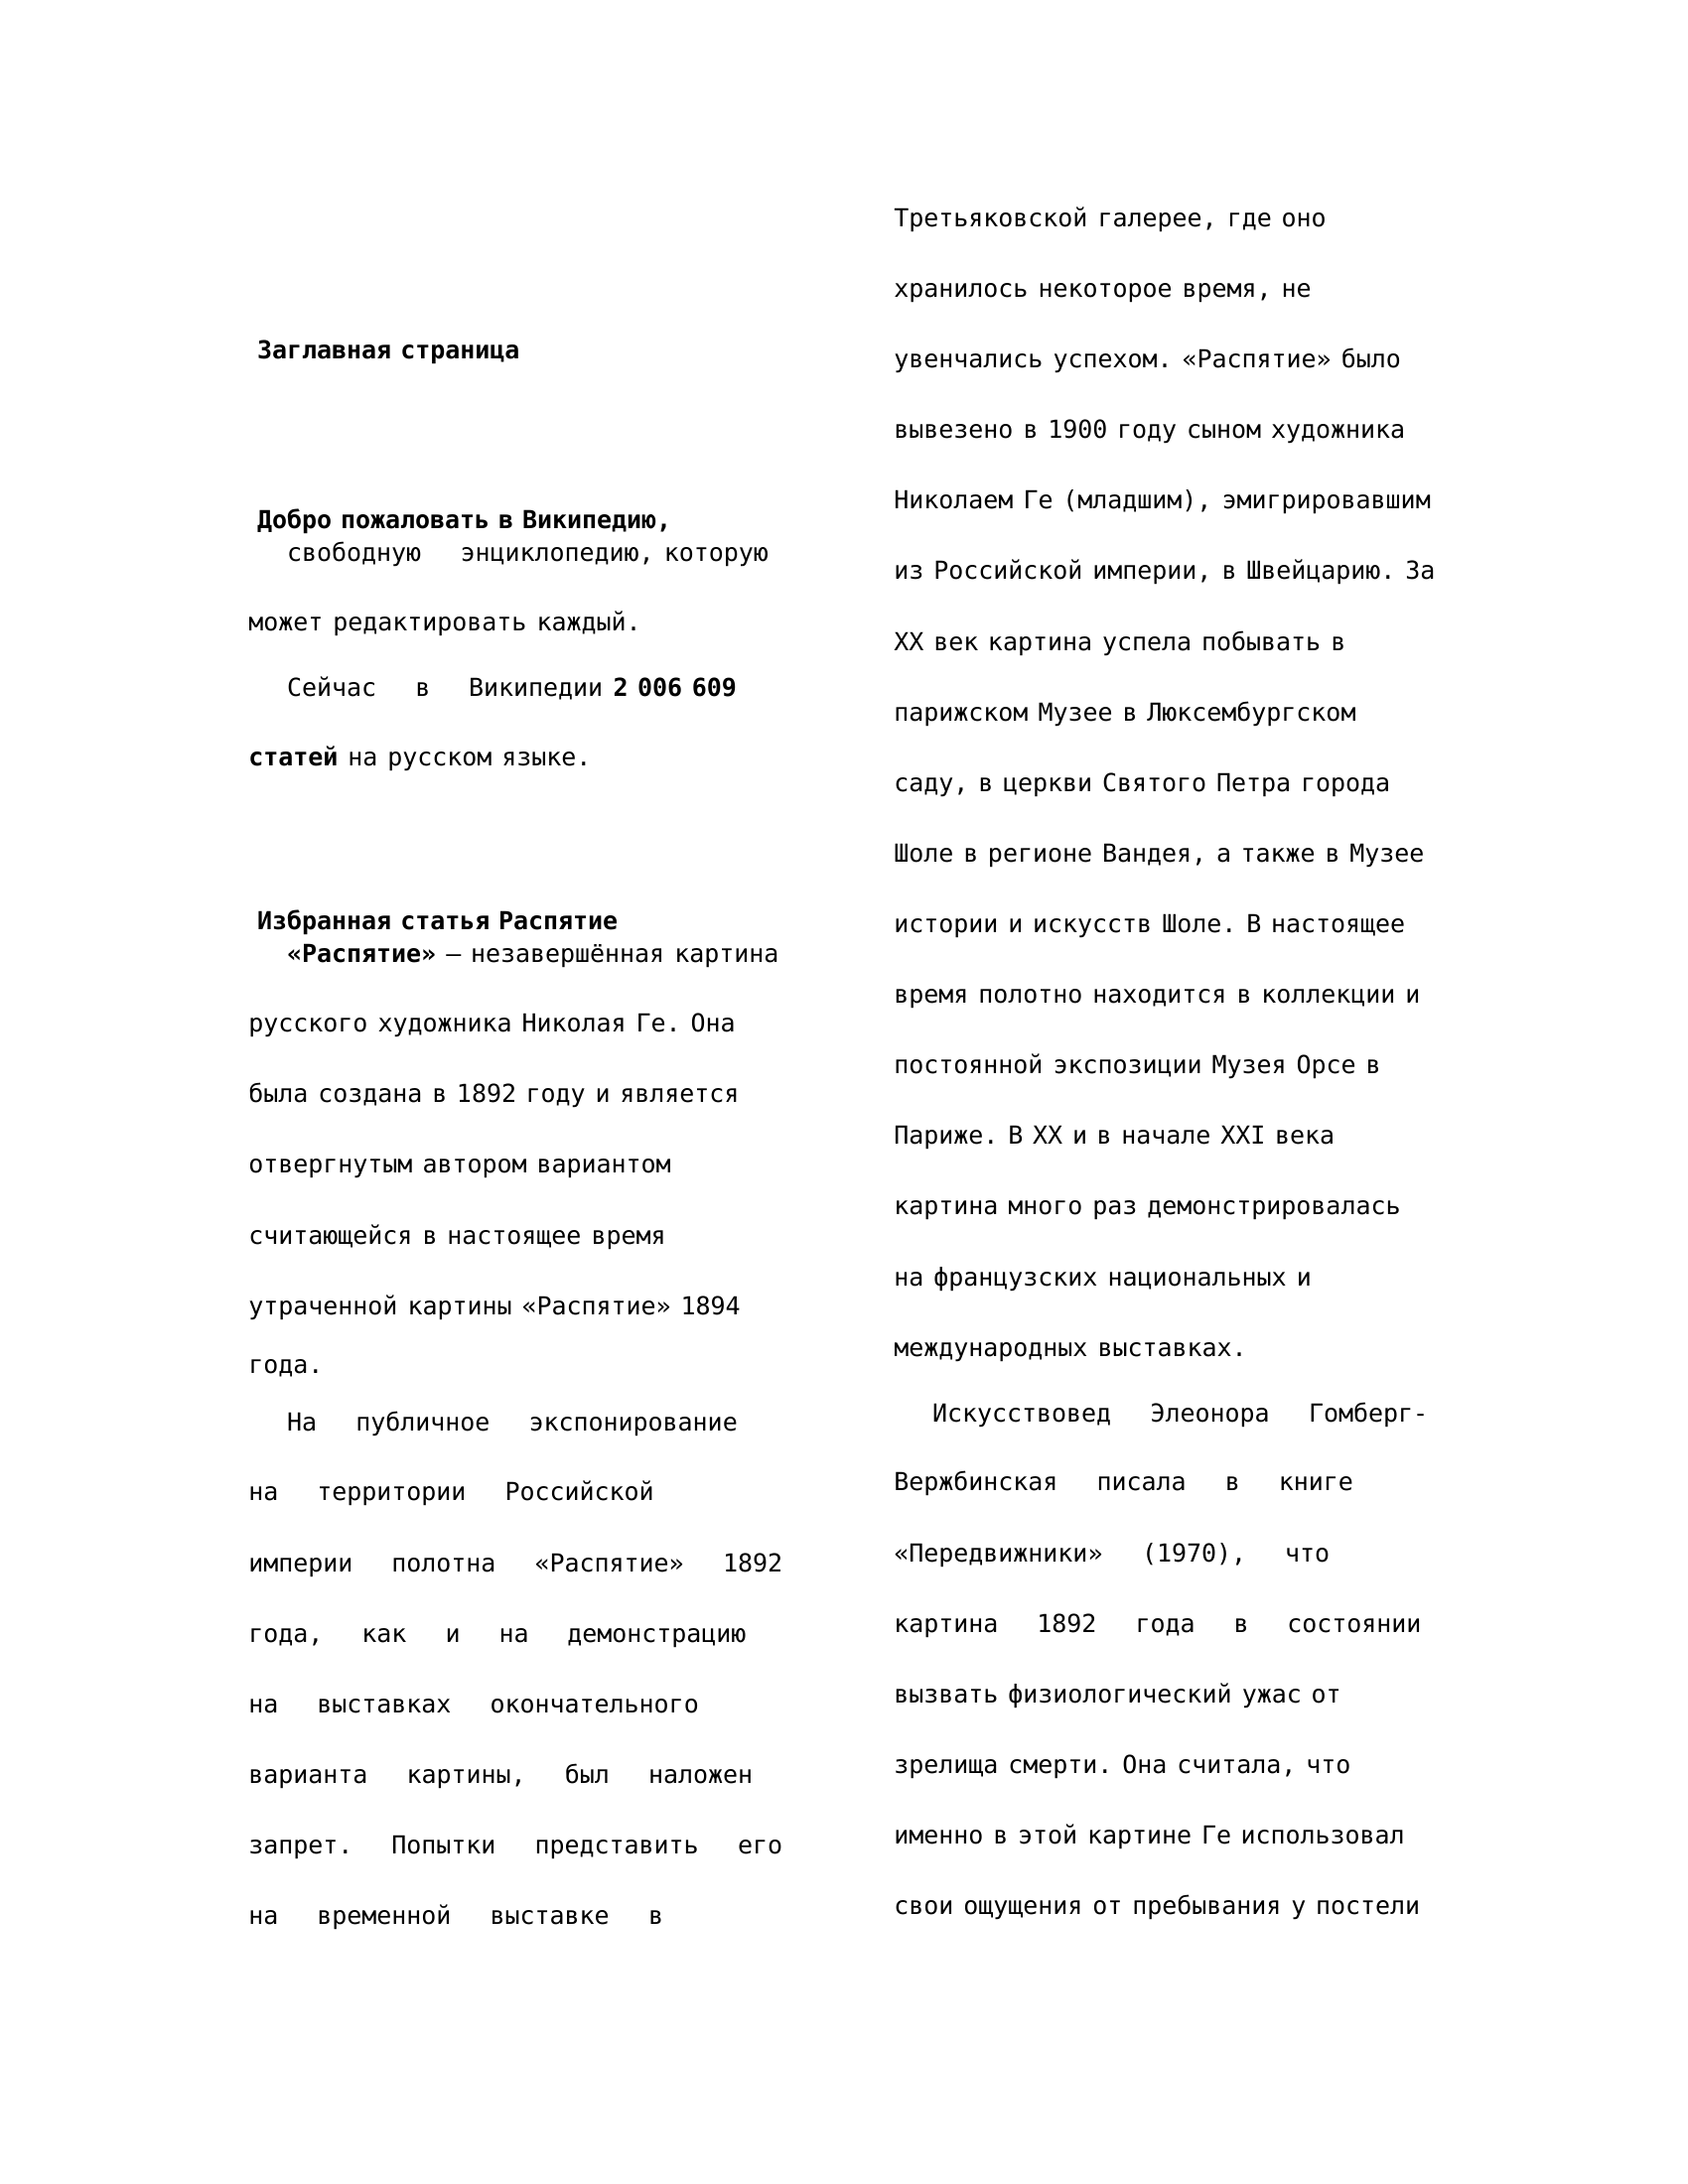 Заглавная страница
Добро пожаловать в Википедию,
свободную энциклопедию, которую
может редактировать каждый.
Сейчас в Википедии 2 006 609
статей на русском языке.
Избранная статья Распятие
«Распятие» — незавершённая картина
русского художника Николая Ге. Она
была создана в 1892 году и является
отвергнутым автором вариантом
считающейся в настоящее время
утраченной картины «Распятие» 1894
года.
На публичное экспонирование
на территории Российской
империи полотна «Распятие» 1892
года, как и на демонстрацию
на выставках окончательного
варианта картины, был наложен
запрет. Попытки представить его
на временной выставке в
Третьяковской галерее, где оно
хранилось некоторое время, не
увенчались успехом. «Распятие» было
вывезено в 1900 году сыном художника
Николаем Ге (младшим), эмигрировавшим
из Российской империи, в Швейцарию. За
XX век картина успела побывать в
парижском Музее в Люксембургском
саду, в церкви Святого Петра города
Шоле в регионе Вандея, а также в Музее
истории и искусств Шоле. В настоящее
время полотно находится в коллекции и
постоянной экспозиции Музея Орсе в
Париже. В XX и в начале XXI века
картина много раз демонстрировалась
на французских национальных и
международных выставках.
Искусствовед Элеонора Гомберг-
Вержбинская писала в книге
«Передвижники» (1970), что
картина 1892 года в состоянии
вызвать физиологический ужас от
зрелища смерти. Она считала, что
именно в этой картине Ге использовал
свои ощущения от пребывания у постели